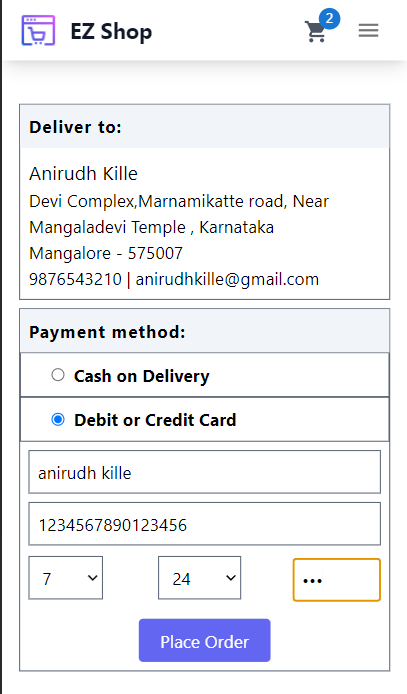 EZ Shop
2
Deliver to:
Anirudh Kille
Devi Complex,Marnamikatte road, Near
Mangaladevi Temple , Karnataka
Mangalore - 575007
9876543210 | anirudhkille@gmail.com
Payment method:
Cash on Delivery
Debit or Credit Card
anirudh kille
1234567890123456
7 24 •••
Place Order